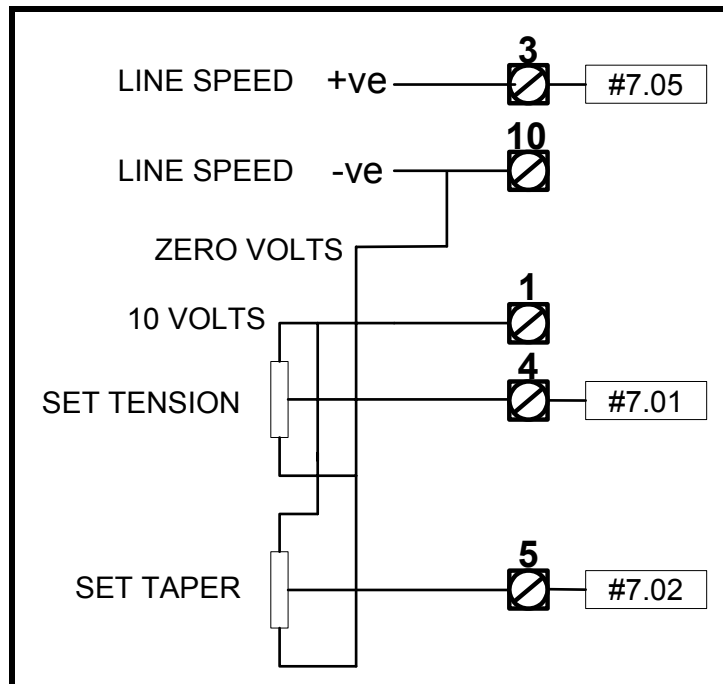 3
LINE SPEED +ve #7.05
10
LINE SPEED -ve
ZERO VOLTS
1
10 VOLTS
4
SET TENSION #7.01
5
SET TAPER #7.02